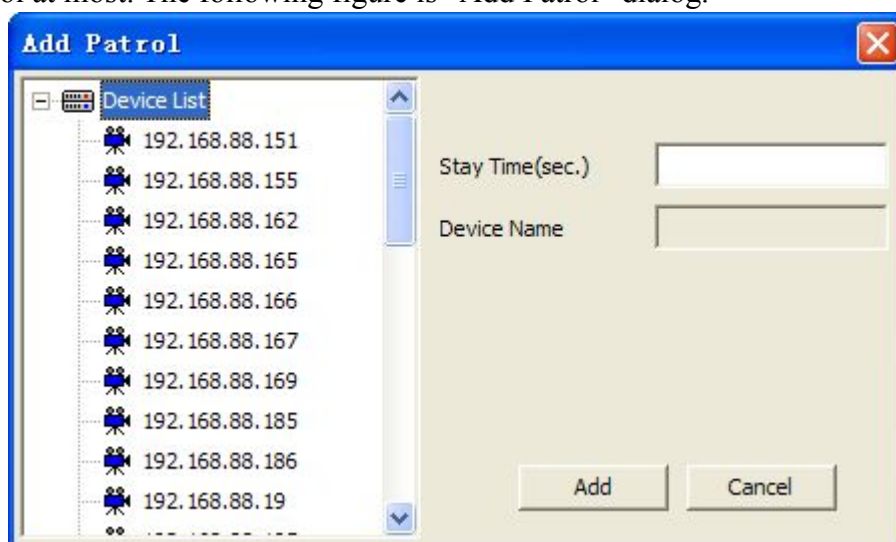 ol at most. The following figure is "Add Patrol" dialog.
Add Patrol
Device List
192.168.88.151
192.168.88.155
192.168.88.162
192.168.88.165
192.168.88.166
192.168.88.167
192.168.88.169
192.168.88.185
192.168.88.186
192.168.88.19
Stay Time(sec.)
Device Name
Add Cancel